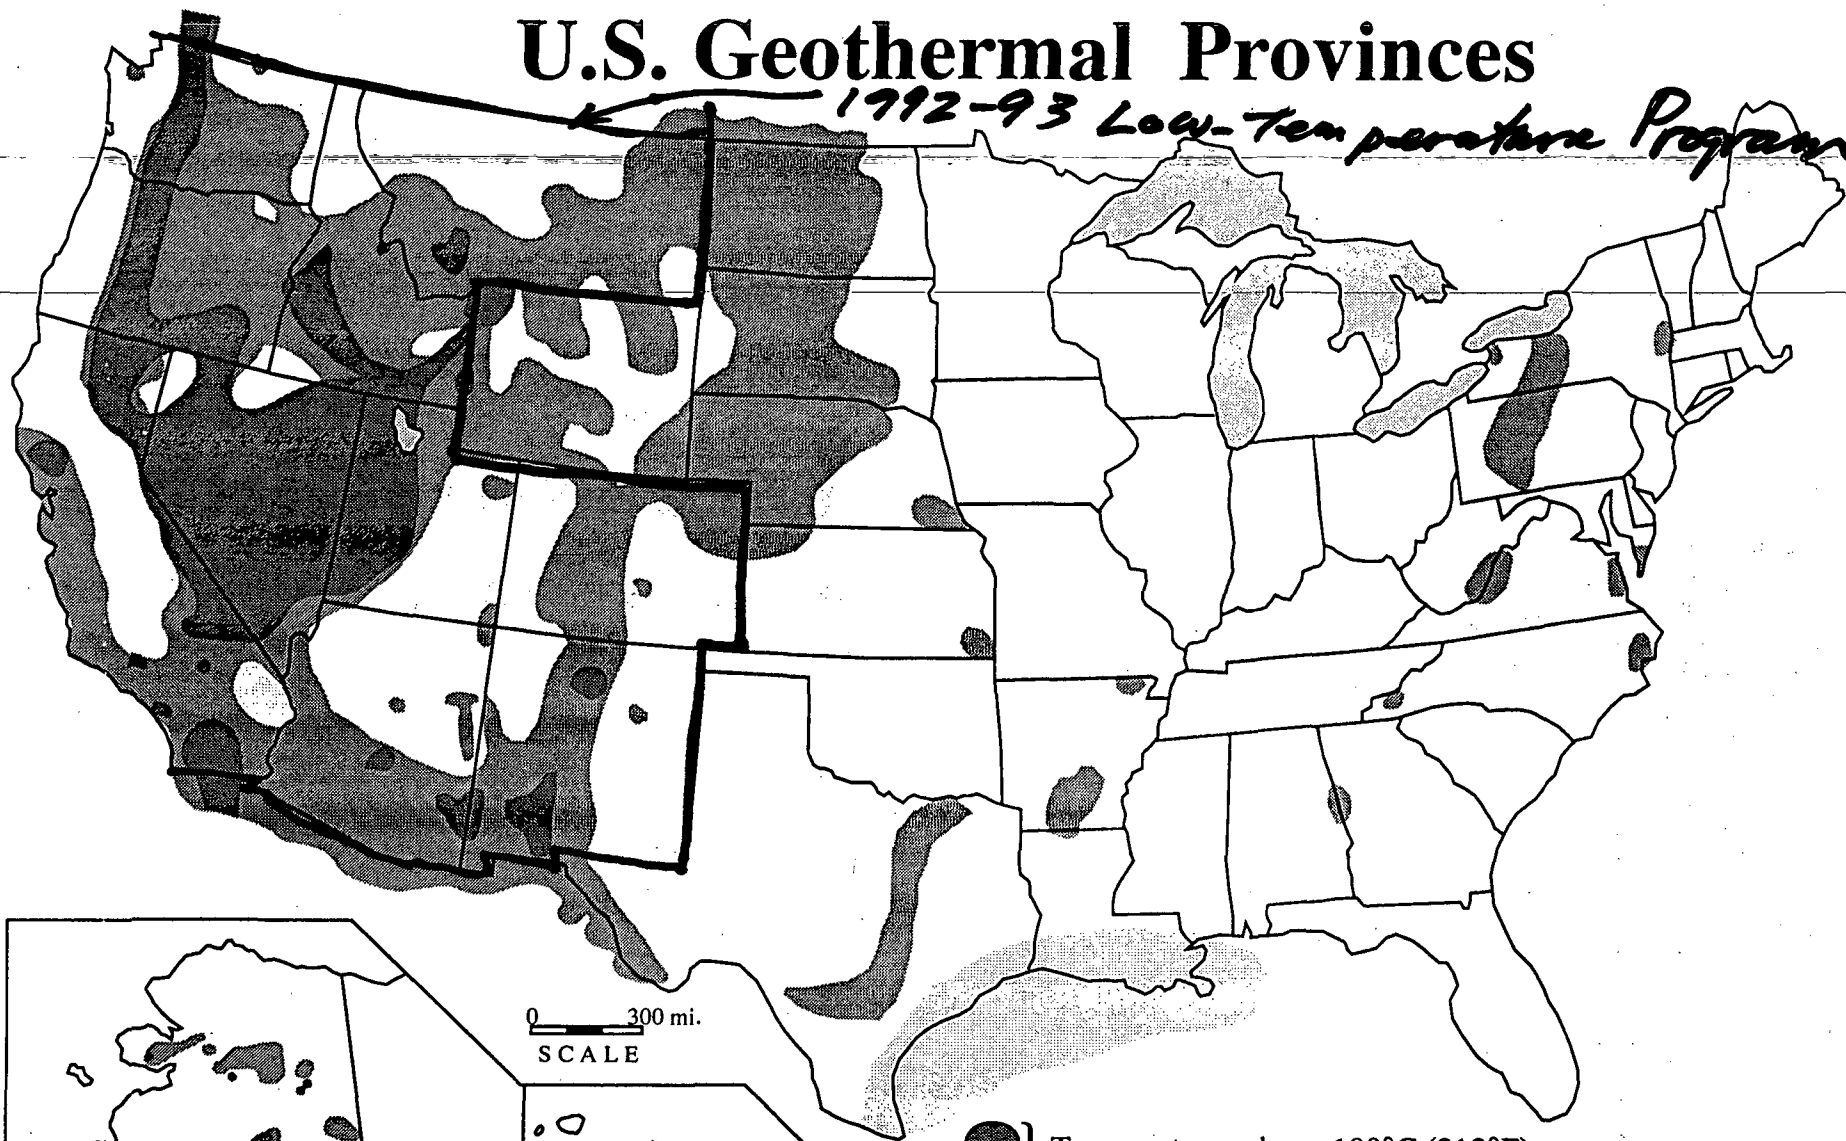 U.S. Geothermal Provinces
1992-93 Low-Temperature Program
0 300 mi.
SCALE